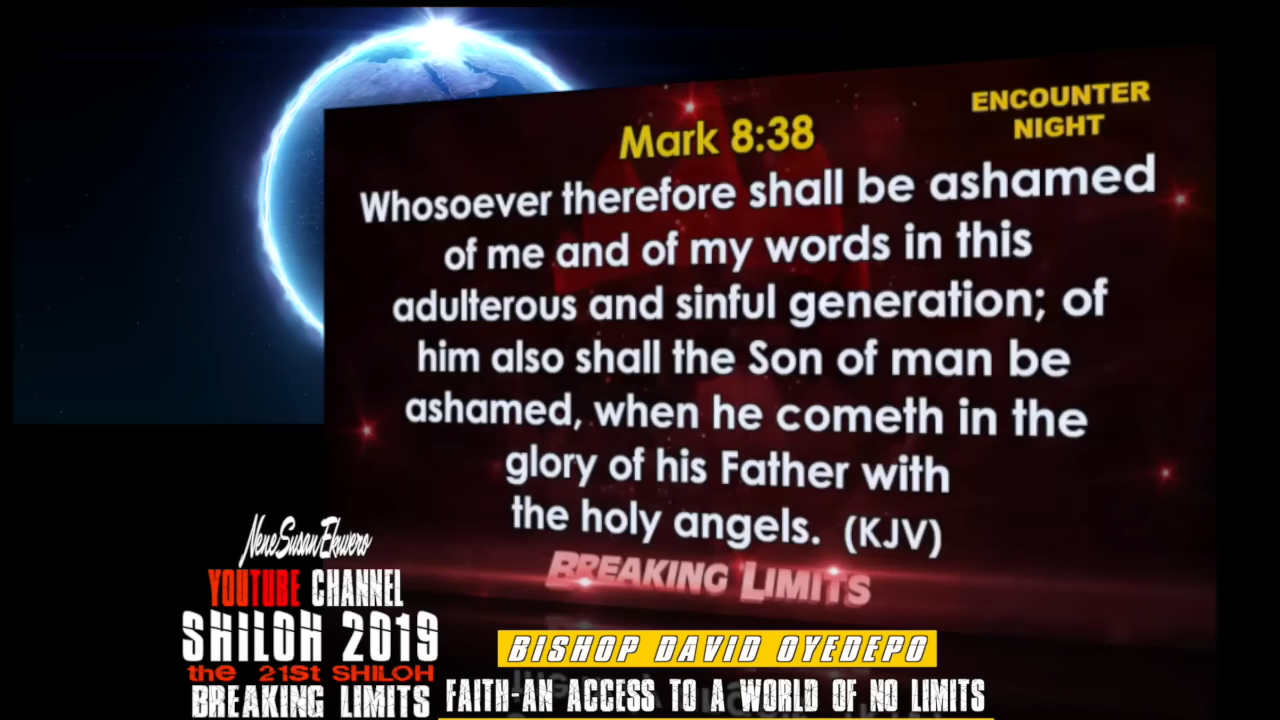 ENCOUNTER
NIGHT
Mark 8:38
Whosoever therefore shall be ashamed
of me and of my words in this
adulterous and sinful generation; of
him also shall the Son of man be
ashamed, when he cometh in the
glory of his Father with
the holy angels. (KJV)
BREAKING LIMITS
NeneSusanEkwero
YOUTUBE CHANNEL
SHILOH 2019
the 21st SHILOH
BREAKING LIMITS
BISHOP DAVID OYEDEPO
FAITH-AN ACCESS TO A WORLD OF NO LIMITS